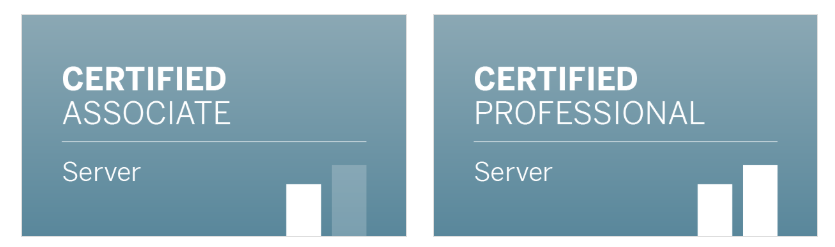 CERTIFIED
ASSOCIATE
Server
CERTIFIED
PROFESSIONAL
Server